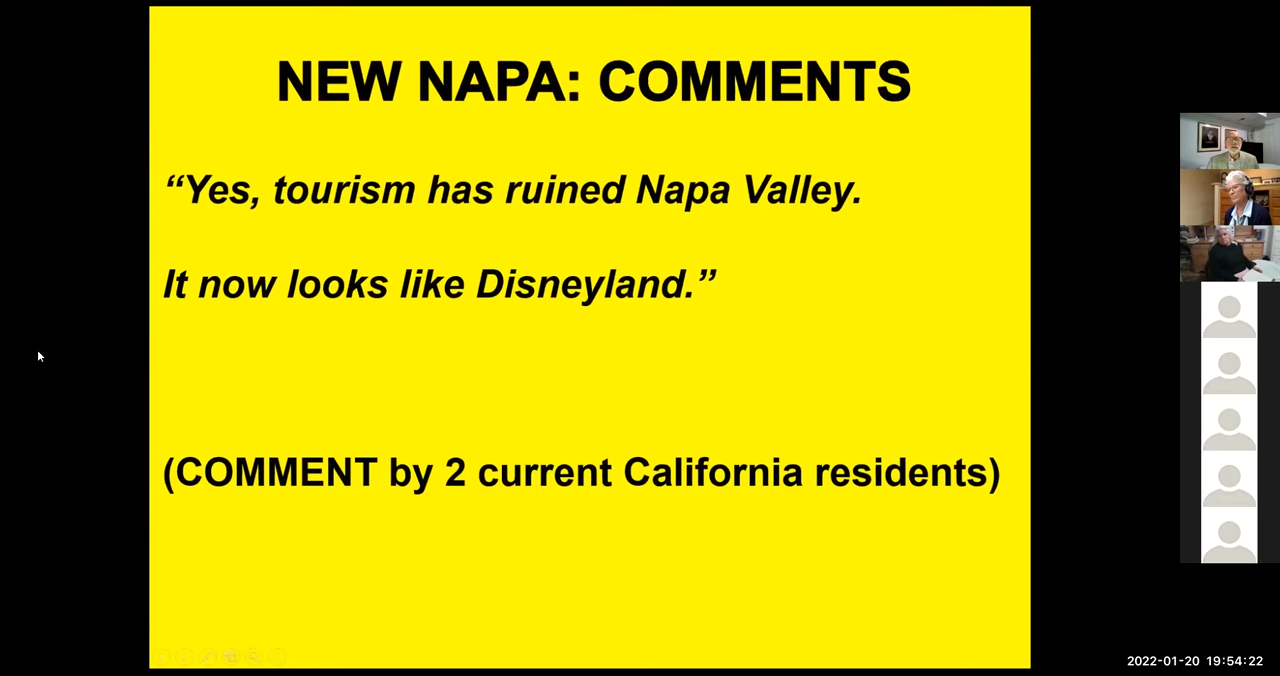 NEW NAPA: COMMENTS
“Yes, tourism has ruined Napa Valley.
It now looks like Disneyland.”
(COMMENT by 2 current California residents)
2022-01-20 19:54:22